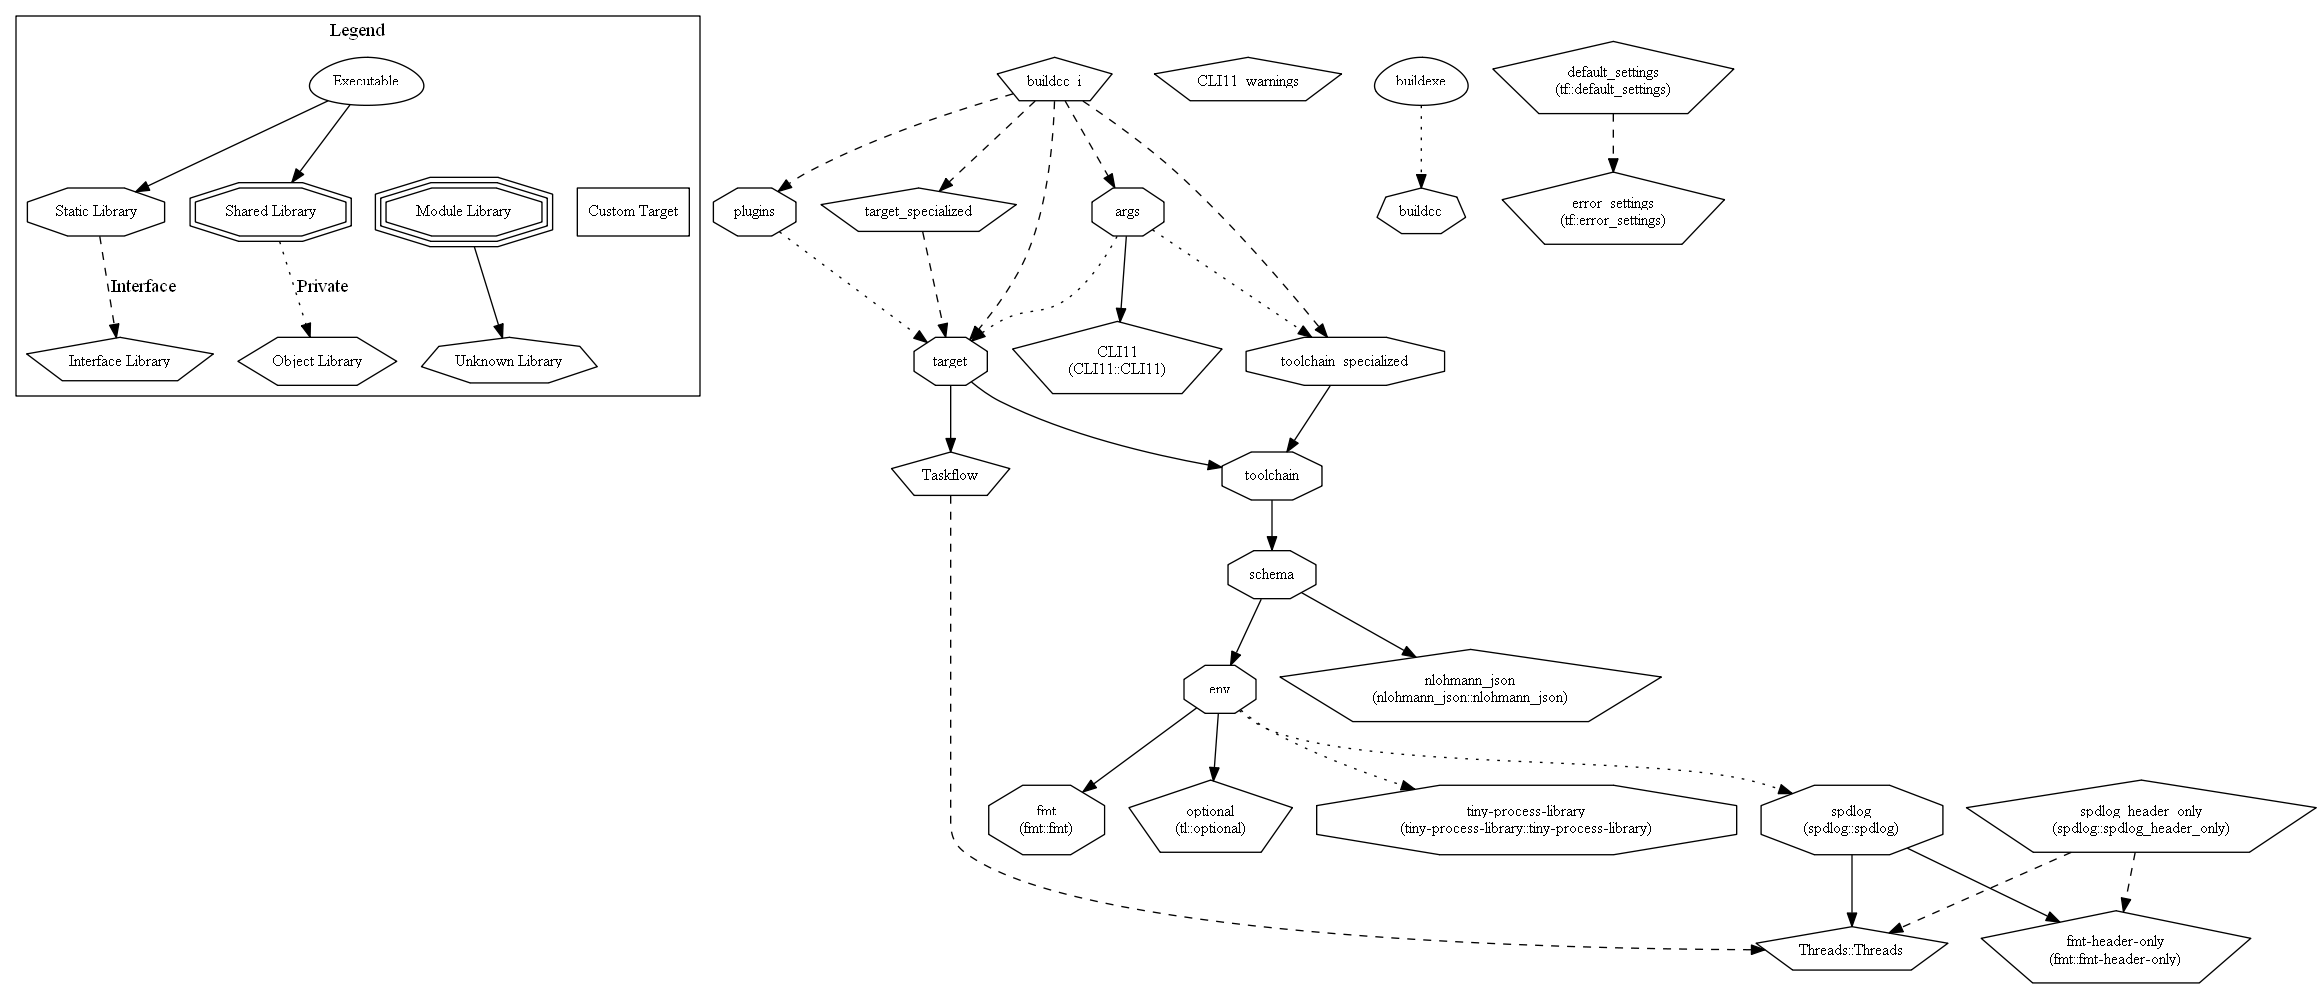 Legend
Executable
Static Library
Shared Library
Module Library
Custom Target
Interface
Private
Interface Library
Object Library
Unknown Library
buildcc_i
CLI11_warnings
buildexe
default_settings
(tf::default_settings)
plugins
target_specialized
args
buildcc
error_settings
(tf::error_settings)
target
CLI11
(CLI11::CLI11)
toolchain_specialized
Taskflow
toolchain
schema
env
nlohmann_json
(nlohmann_json::nlohmann_json)
fmt
(fmt::fmt)
optional
(tl::optional)
tiny-process-library
(tiny-process-library::tiny-process-library)
spdlog
(spdlog::spdlog)
spdlog_header_only
(spdlog::spdlog_header_only)
Threads::Threads
fmt-header-only
(fmt::fmt-header-only)